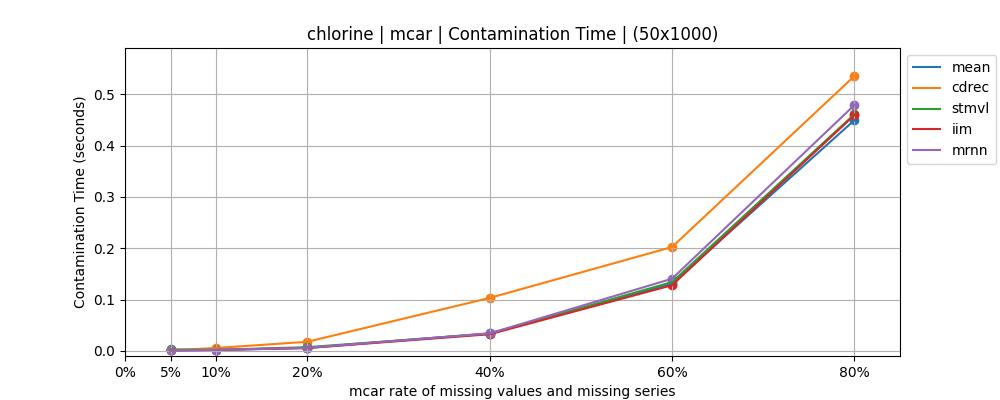 chlorine | mcar | Contamination Time | (50x1000)
Contamination Time (seconds)
0.5
0.4
0.3
0.2
0.1
0.0
0% 5% 10% 20% 40% 60% 80%
mcar rate of missing values and missing series
mean
cdrec
stmvl
iim
mrnn